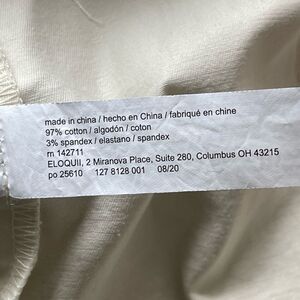 made in china / hecho en China / fabriqué en chine
97% cotton / algodón / coton
3% spandex / elastano / spandex
rn 142711
ELOQUII, 2 Miranova Place, Suite 280, Columbus OH 43215
po 25610 127 8128 001 08/20